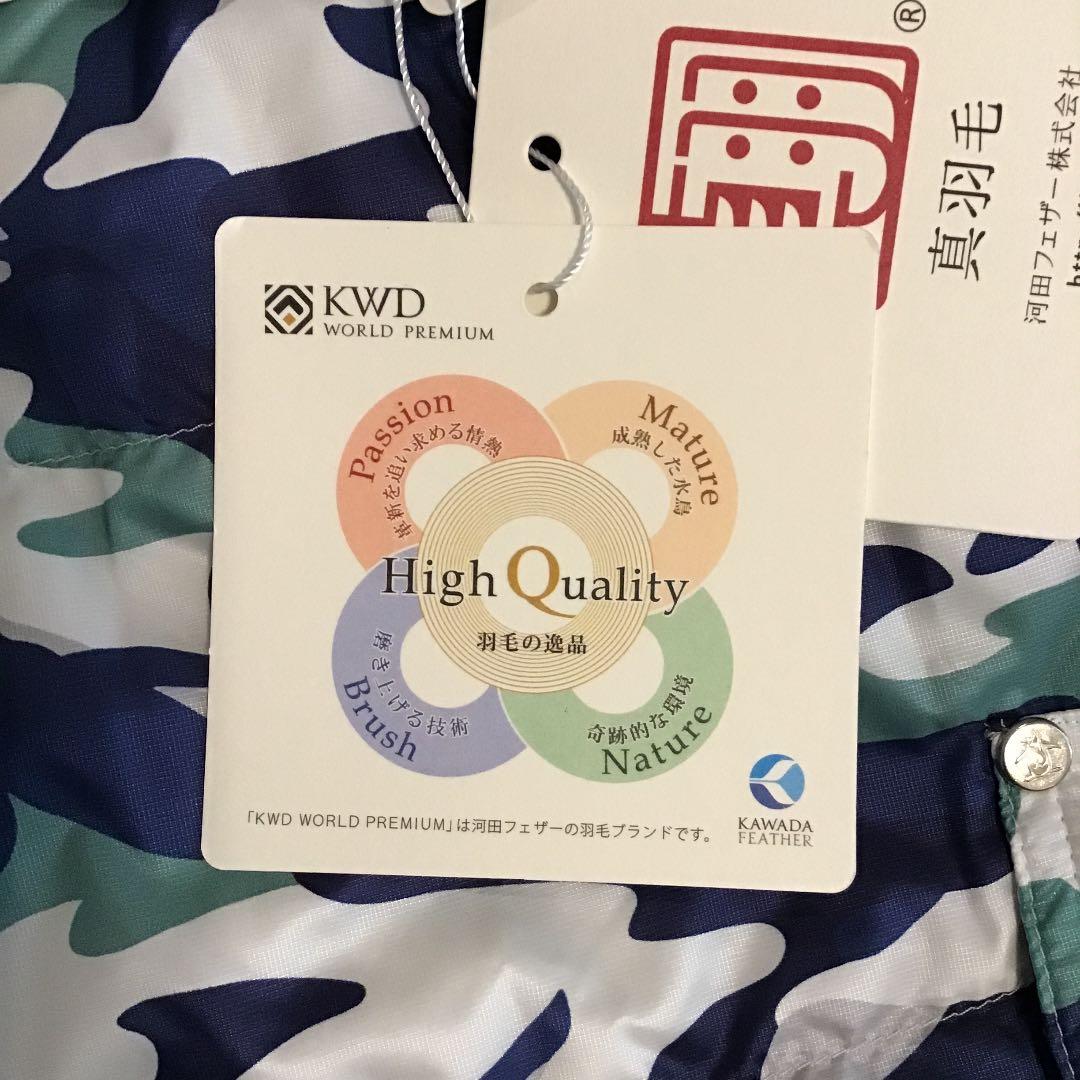 ®
真羽毛
河田フェザー株式会社
KWD
WORLD PREMIUM
Passion
革新を追い求める情熱
Mature
成熟した水鳥
High Quality
羽毛の逸品
磨き上げる技術
Brush
奇跡的な環境
Nature
「KWD WORLD PREMIUM」は河田フェザーの羽毛ブランドです。
KAWADA
FEATHER